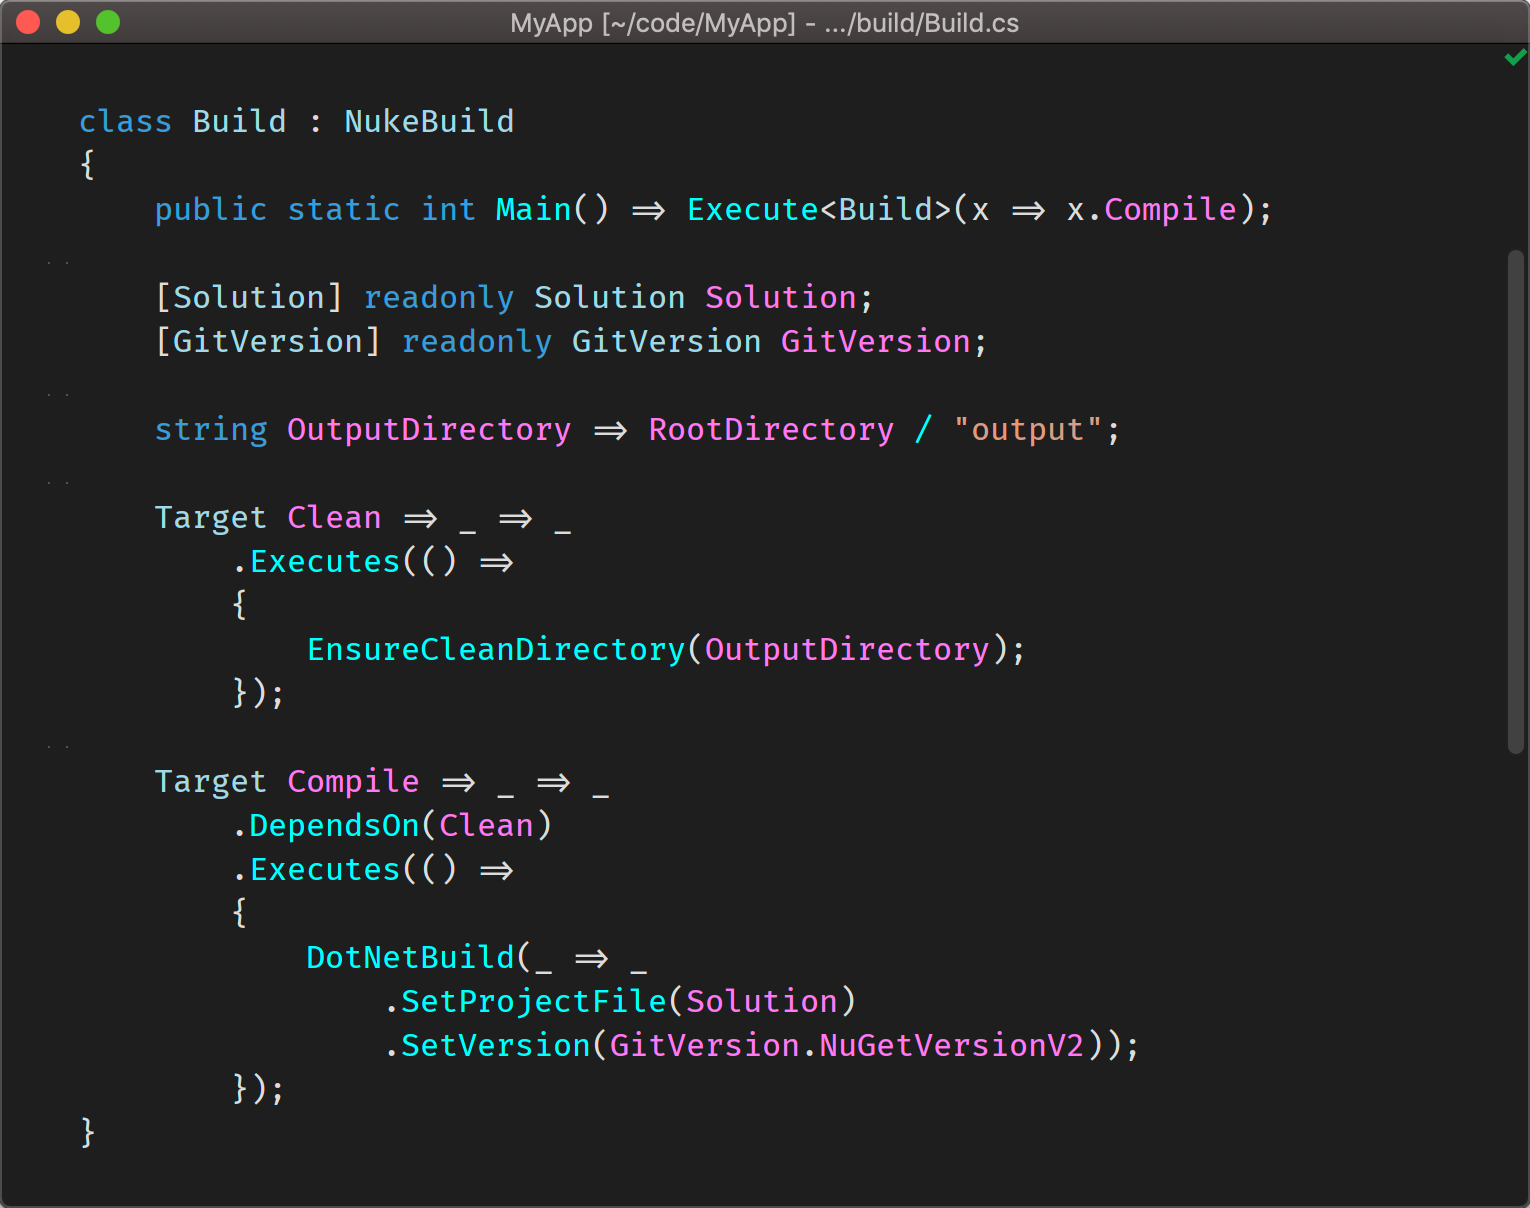 MyApp [~/code/MyApp] - .../build/Build.cs
class Build : NukeBuild
{
    public static int Main() => Execute<Build>(x => x.Compile);
    [Solution] readonly Solution Solution;
    [GitVersion] readonly GitVersion GitVersion;
    string OutputDirectory => RootDirectory / "output";
    Target Clean => _ => _
        .Executes(() =>
        {
            EnsureCleanDirectory(OutputDirectory);
        });
    Target Compile => _ => _
        .DependsOn(Clean)
        .Executes(() =>
        {
            DotNetBuild(_ => _
                .SetProjectFile(Solution)
                .SetVersion(GitVersion.NuGetVersionV2));
        });
}